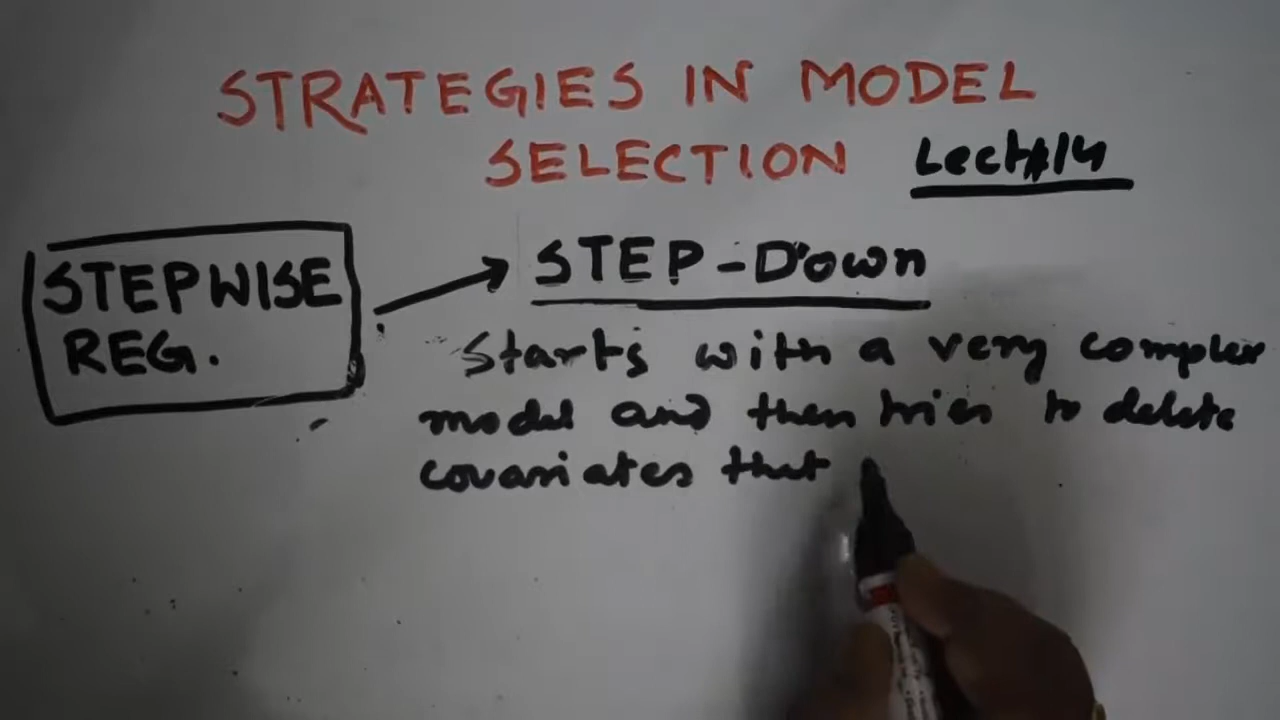 STRATEGIES IN MODEL
SELECTION Lect#14
STEPWISE
REG.
STEP-Down
Starts with a very complex
model and then tries to delete
covariates that